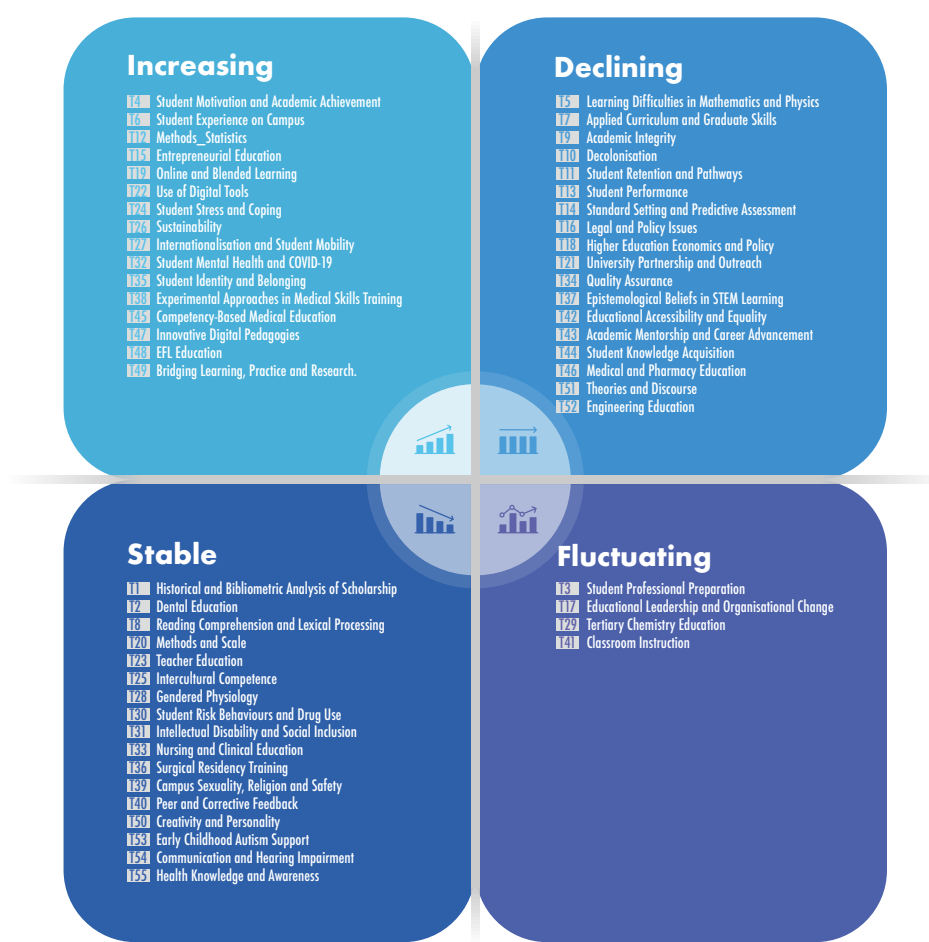 Increasing
T4 Student Motivation and Academic Achievement
T6 Student Experience on Campus
T12 Methods_Statistics
T15 Entrepreneurial Education
T19 Online and Blended Learning
T22 Use of Digital Tools
T24 Student Stress and Coping
T26 Sustainability
T27 Internationalisation and Student Mobility
T32 Student Mental Health and COVID-19
T35 Student Identity and Belonging
T38 Experimental Approaches in Medical Skills Training
T45 Competency-Based Medical Education
T47 Innovative Digital Pedagogies
T48 EFL Education
T49 Bridging Learning, Practice and Research.
Declining
T5 Learning Difficulties in Mathematics and Physics
T7 Applied Curriculum and Graduate Skills
T9 Academic Integrity
T10 Decolonisation
T11 Student Retention and Pathways
T13 Student Performance
T14 Standard Setting and Predictive Assessment
T16 Legal and Policy Issues
T18 Higher Education Economics and Policy
T21 University Partnership and Outreach
T34 Quality Assurance
T37 Epistemological Beliefs in STEM Learning
T42 Educational Accessibility and Equality
T43 Academic Mentorship and Career Advancement
T44 Student Knowledge Acquisition
T46 Medical and Pharmacy Education
T51 Theories and Discourse
T52 Engineering Education
Stable
T1 Historical and Bibliometric Analysis of Scholarship
T2 Dental Education
T8 Reading Comprehension and Lexical Processing
T20 Methods and Scale
T23 Teacher Education
T25 Intercultural Competence
T28 Gendered Physiology
T30 Student Risk Behaviours and Drug Use
T31 Intellectual Disability and Social Inclusion
T33 Nursing and Clinical Education
T36 Surgical Residency Training
T39 Campus Sexuality, Religion and Safety
T40 Peer and Corrective Feedback
T50 Creativity and Personality
T53 Early Childhood Autism Support
T54 Communication and Hearing Impairment
T55 Health Knowledge and Awareness
Fluctuating
T3 Student Professional Preparation
T17 Educational Leadership and Organisational Change
T29 Tertiary Chemistry Education
T41 Classroom Instruction